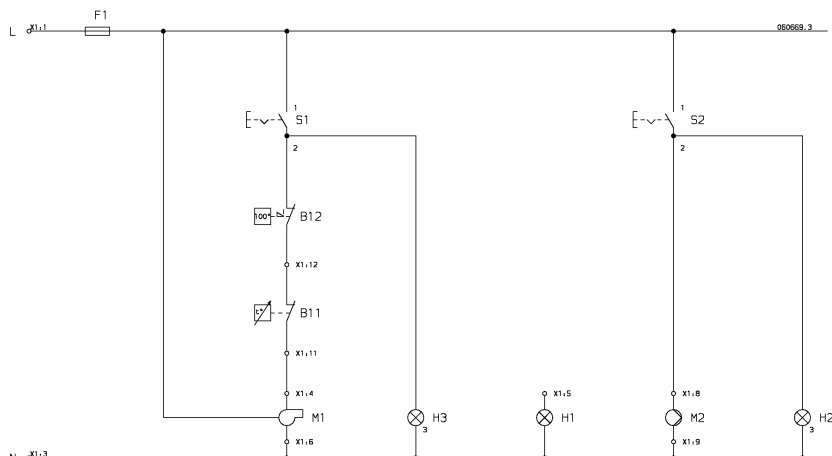 F1
L X1:1 060669.3
1 1
S1 S2
2 2
100° B12
X1:12
t° B11
X1:11
X1:4 X1:5 X1:8
M1 H3 H1 M2 H2
3 3
X1:6 X1:9
N X1:3